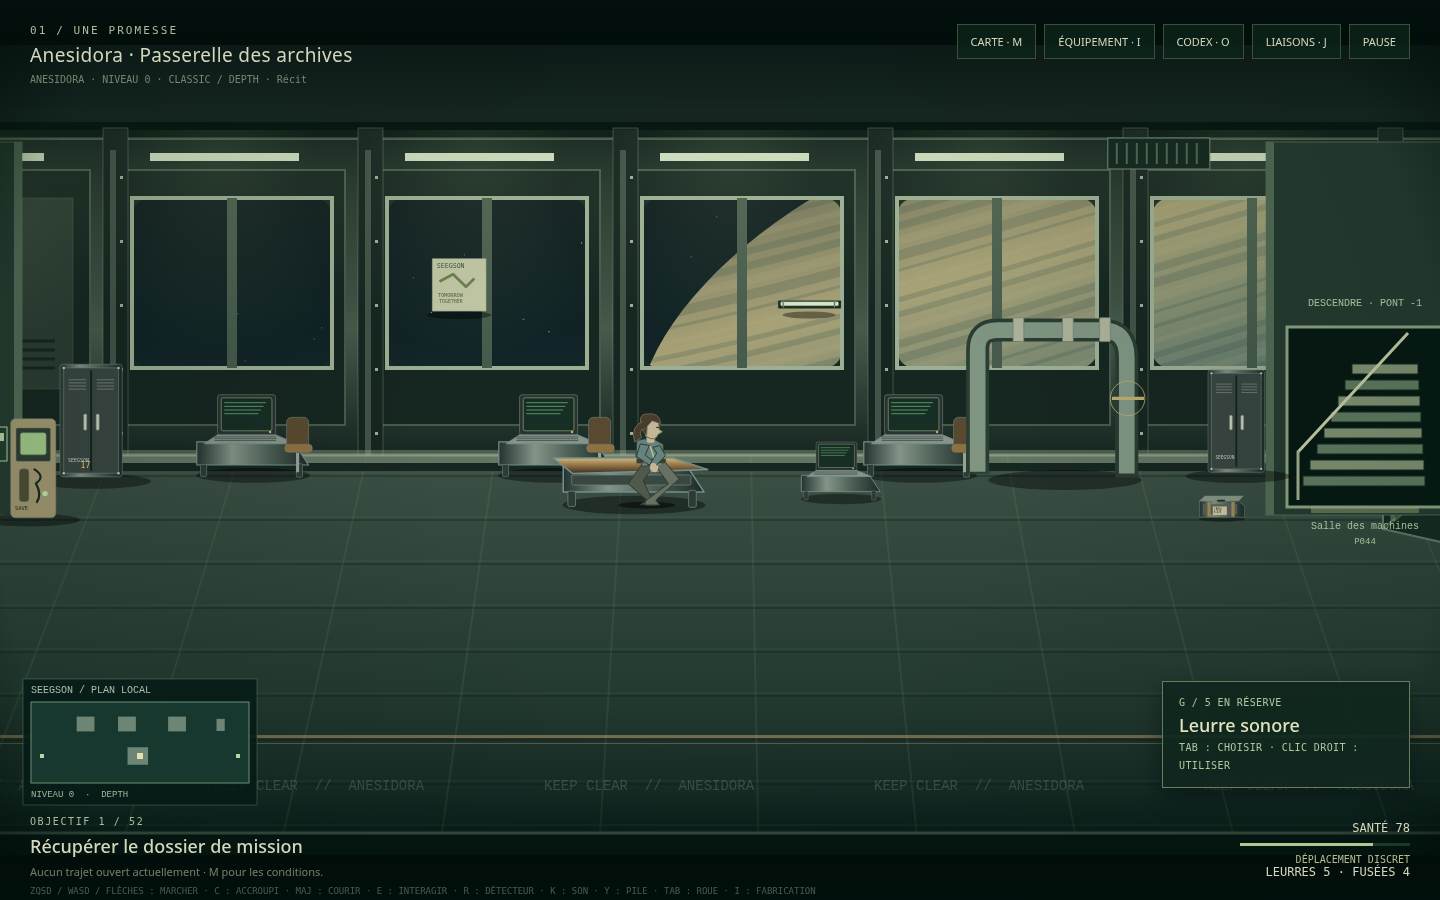 01 / UNE PROMESSE
Anesidora · Passerelle des archives
ANESIDORA · NIVEAU 0 · CLASSIC / DEPTH · Récit
CARTE · M
ÉQUIPEMENT · I
CODEX · O
LIAISONS · J
PAUSE
SEEGSON
TOMORROW
TOGETHER
DESCENDRE · PONT -1
SEEGSON
17
SEEGSON
SAVE
Salle des machines
P044
SEEGSON / PLAN LOCAL
NIVEAU 0 · DEPTH
G / 5 EN RÉSERVE
Leurre sonore
TAB : CHOISIR · CLIC DROIT :
UTILISER
CLEAR // ANESIDORA
KEEP CLEAR // ANESIDORA
KEEP CLEAR // ANESIDORA
OBJECTIF 1 / 52
Récupérer le dossier de mission
Aucun trajet ouvert actuellement · M pour les conditions.
ZQSD / WASD / FLÈCHES : MARCHER · C : ACCROUPI · MAJ : COURIR · E : INTERAGIR · R : DÉTECTEUR · K : SON · Y : PILE · TAB : ROUE · I : FABRICATION
SANTÉ 78
DÉPLACEMENT DISCRET
LEURRES 5 · FUSÉES 4